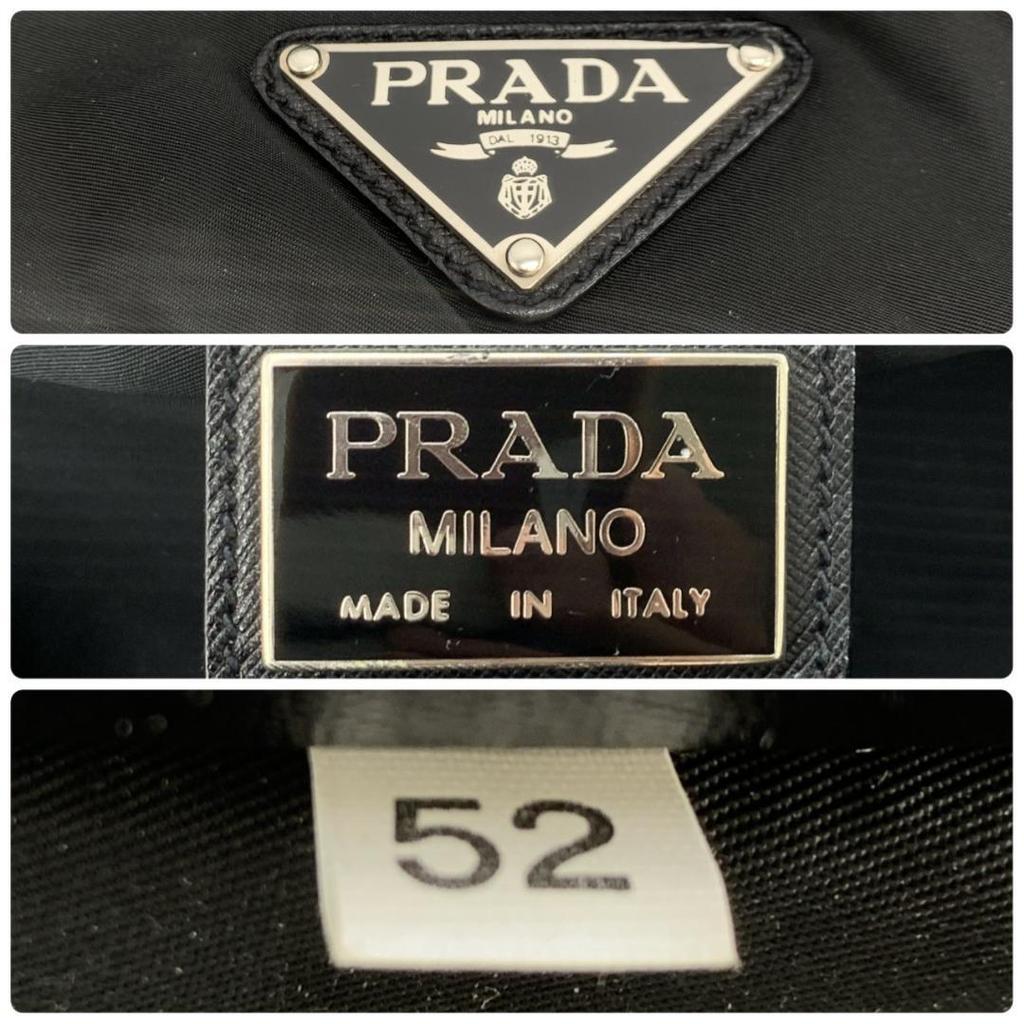 PRADA
MILANO
DAL 1913
PRADA
MILANO
MADE IN ITALY
52